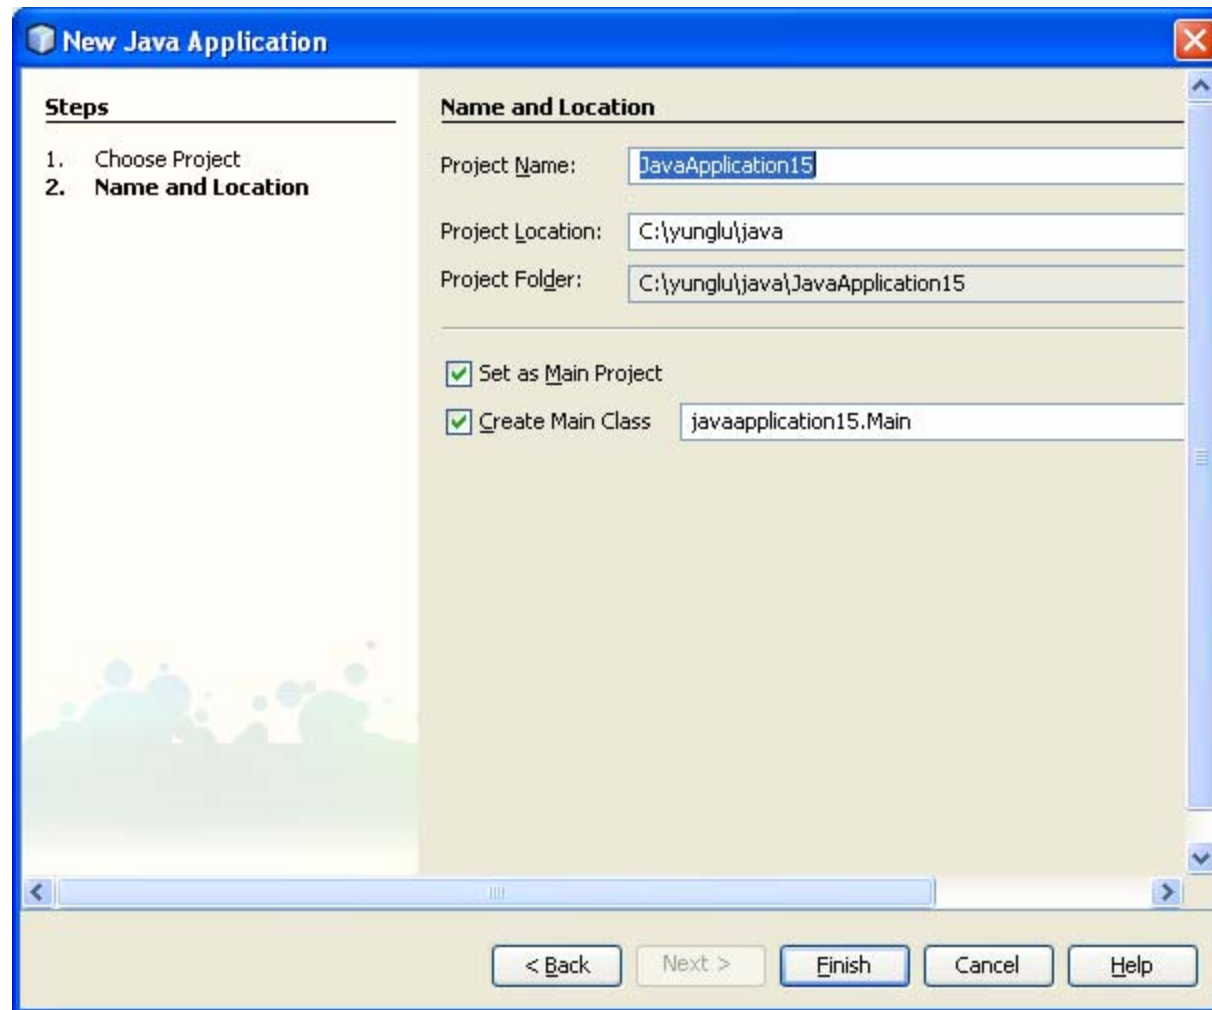 New Java Application
Steps
1. Choose Project
2. Name and Location
Name and Location
Project Name: JavaApplication15
Project Location: C:\yunglu\java
Project Folder: C:\yunglu\java\JavaApplication15
Set as Main Project
Create Main Class javaapplication15.Main
< Back Next > Finish Cancel Help